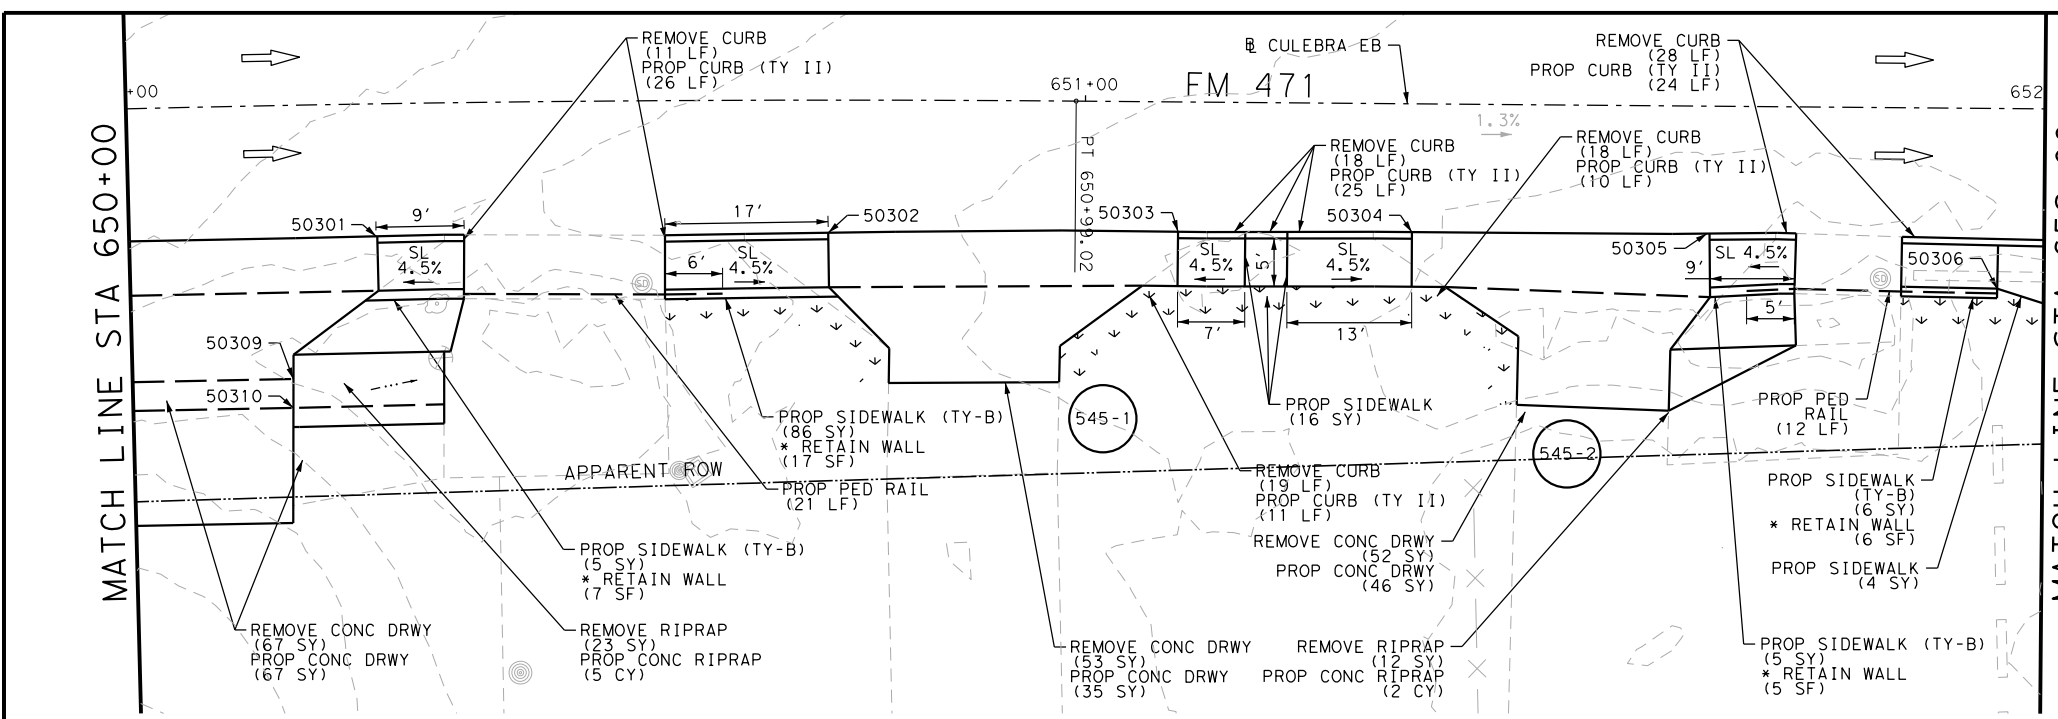 REMOVE CURB
(11 LF)
PROP CURB (TY II)
(26 LF)
CULEBRA EB
FM 471
REMOVE CURB
(28 LF)
PROP CURB (TY II)
(24 LF)
+00
651+00
652
1.3%
MATCH LINE STA 650+00
PT 650+99.02
REMOVE CURB
(18 LF)
PROP CURB (TY II)
(25 LF)
REMOVE CURB
(18 LF)
PROP CURB (TY II)
(10 LF)
50301
9'
17'
50302
50303
50304
50305
50306
SL
4.5%
6'
SL
4.5%
SL
4.5%
5'
SL
4.5%
SL 4.5%
9'
SD
SD
7'
13'
5'
50309
50310
PROP SIDEWALK (TY-B)
(86 SY)
* RETAIN WALL
(17 SF)
545-1
PROP SIDEWALK
(16 SY)
545-2
PROP PED
RAIL
(12 LF)
APPARENT ROW
PROP PED RAIL
(21 LF)
REMOVE CURB
(19 LF)
PROP CURB (TY II)
(11 LF)
PROP SIDEWALK
(TY-B)
(6 SY)
* RETAIN WALL
(6 SF)
PROP SIDEWALK (TY-B)
(5 SY)
* RETAIN WALL
(7 SF)
REMOVE CONC DRWY
(52 SY)
PROP CONC DRWY
(46 SY)
PROP SIDEWALK
(4 SY)
REMOVE CONC DRWY
(67 SY)
PROP CONC DRWY
(67 SY)
REMOVE RIPRAP
(23 SY)
PROP CONC RIPRAP
(5 CY)
REMOVE CONC DRWY
(53 SY)
PROP CONC DRWY
(35 SY)
REMOVE RIPRAP
(12 SY)
PROP CONC RIPRAP
(2 CY)
PROP SIDEWALK (TY-B)
(5 SY)
* RETAIN WALL
(5 SF)